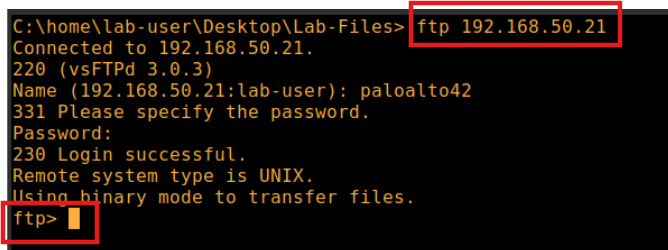 C:\home\lab-user\Desktop\Lab-Files> ftp 192.168.50.21
Connected to 192.168.50.21.
220 (vsFTPd 3.0.3)
Name (192.168.50.21:lab-user): paloalto42
331 Please specify the password.
Password:
230 Login successful.
Remote system type is UNIX.
Using binary mode to transfer files.
ftp>